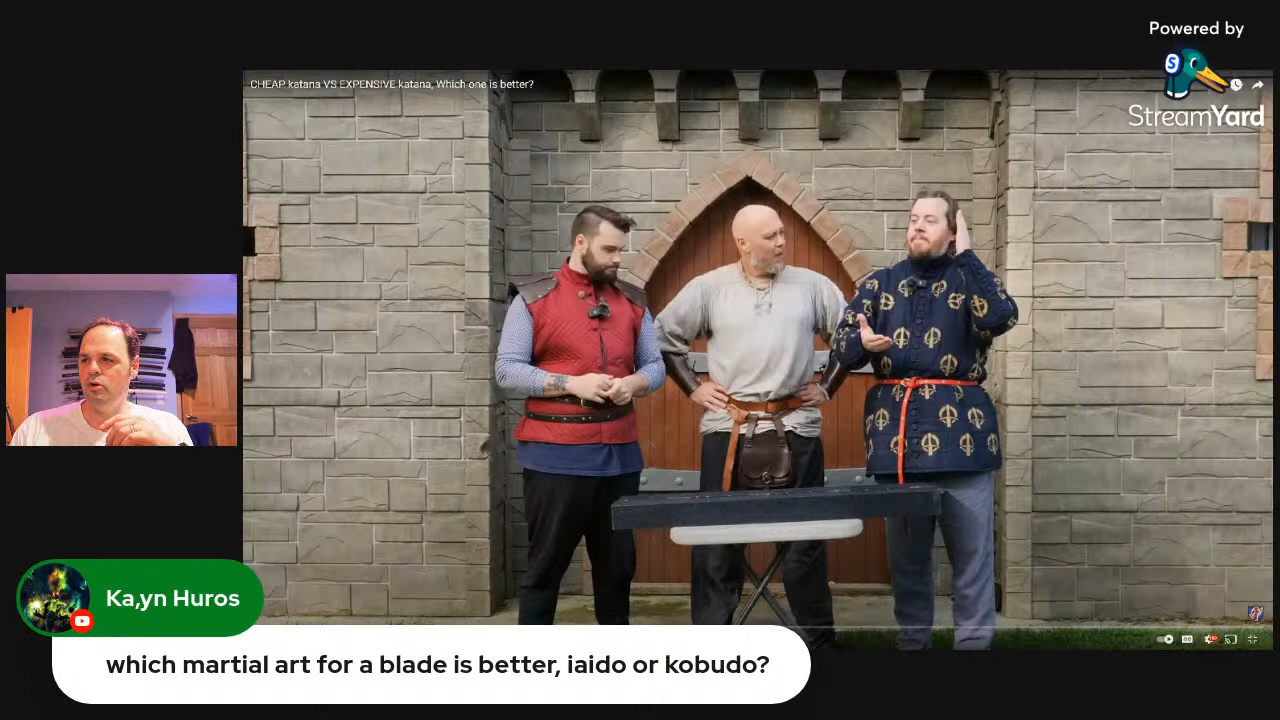 Powered by
S
StreamYard
CHEAP katana VS EXPENSIVE katana, Which one is better?
Ka,yn Huros
which martial art for a blade is better, iaido or kobudo?